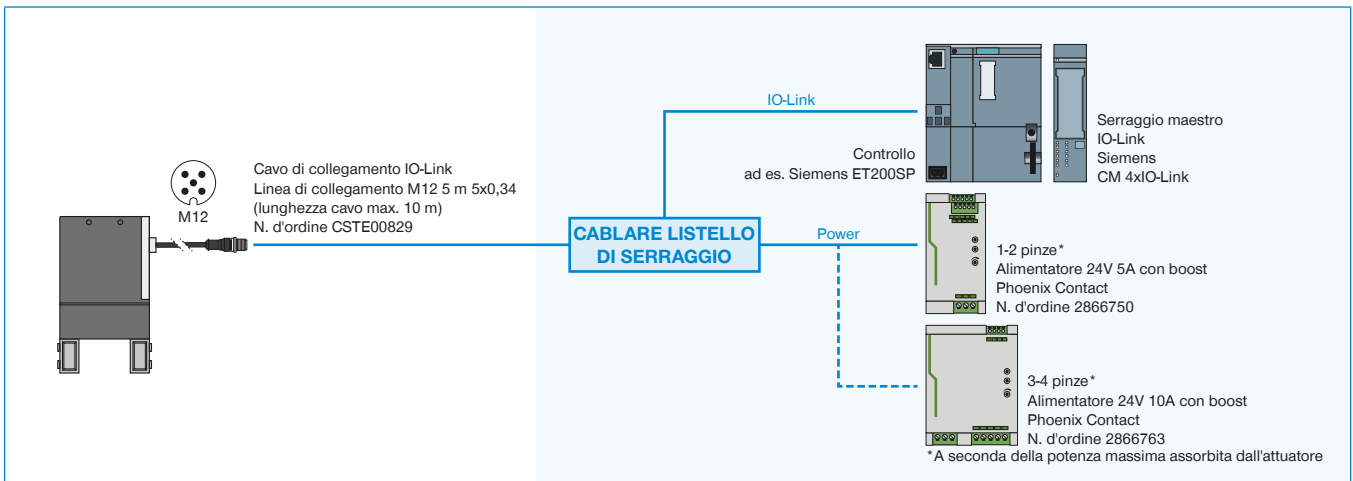 IO-Link
Serraggio maestro
IO-Link
Siemens
CM 4xIO-Link
Controllo
ad es. Siemens ET200SP
Cavo di collegamento IO-Link
Linea di collegamento M12 5 m 5x0,34
(lunghezza cavo max. 10 m)
N. d'ordine CSTE00829
M12
CABLARE LISTELLO
DI SERRAGGIO
Power
1-2 pinze*
Alimentatore 24V 5A con boost
Phoenix Contact
N. d'ordine 2866750
3-4 pinze*
Alimentatore 24V 10A con boost
Phoenix Contact
N. d'ordine 2866763
*A seconda della potenza massima assorbita dall'attuatore